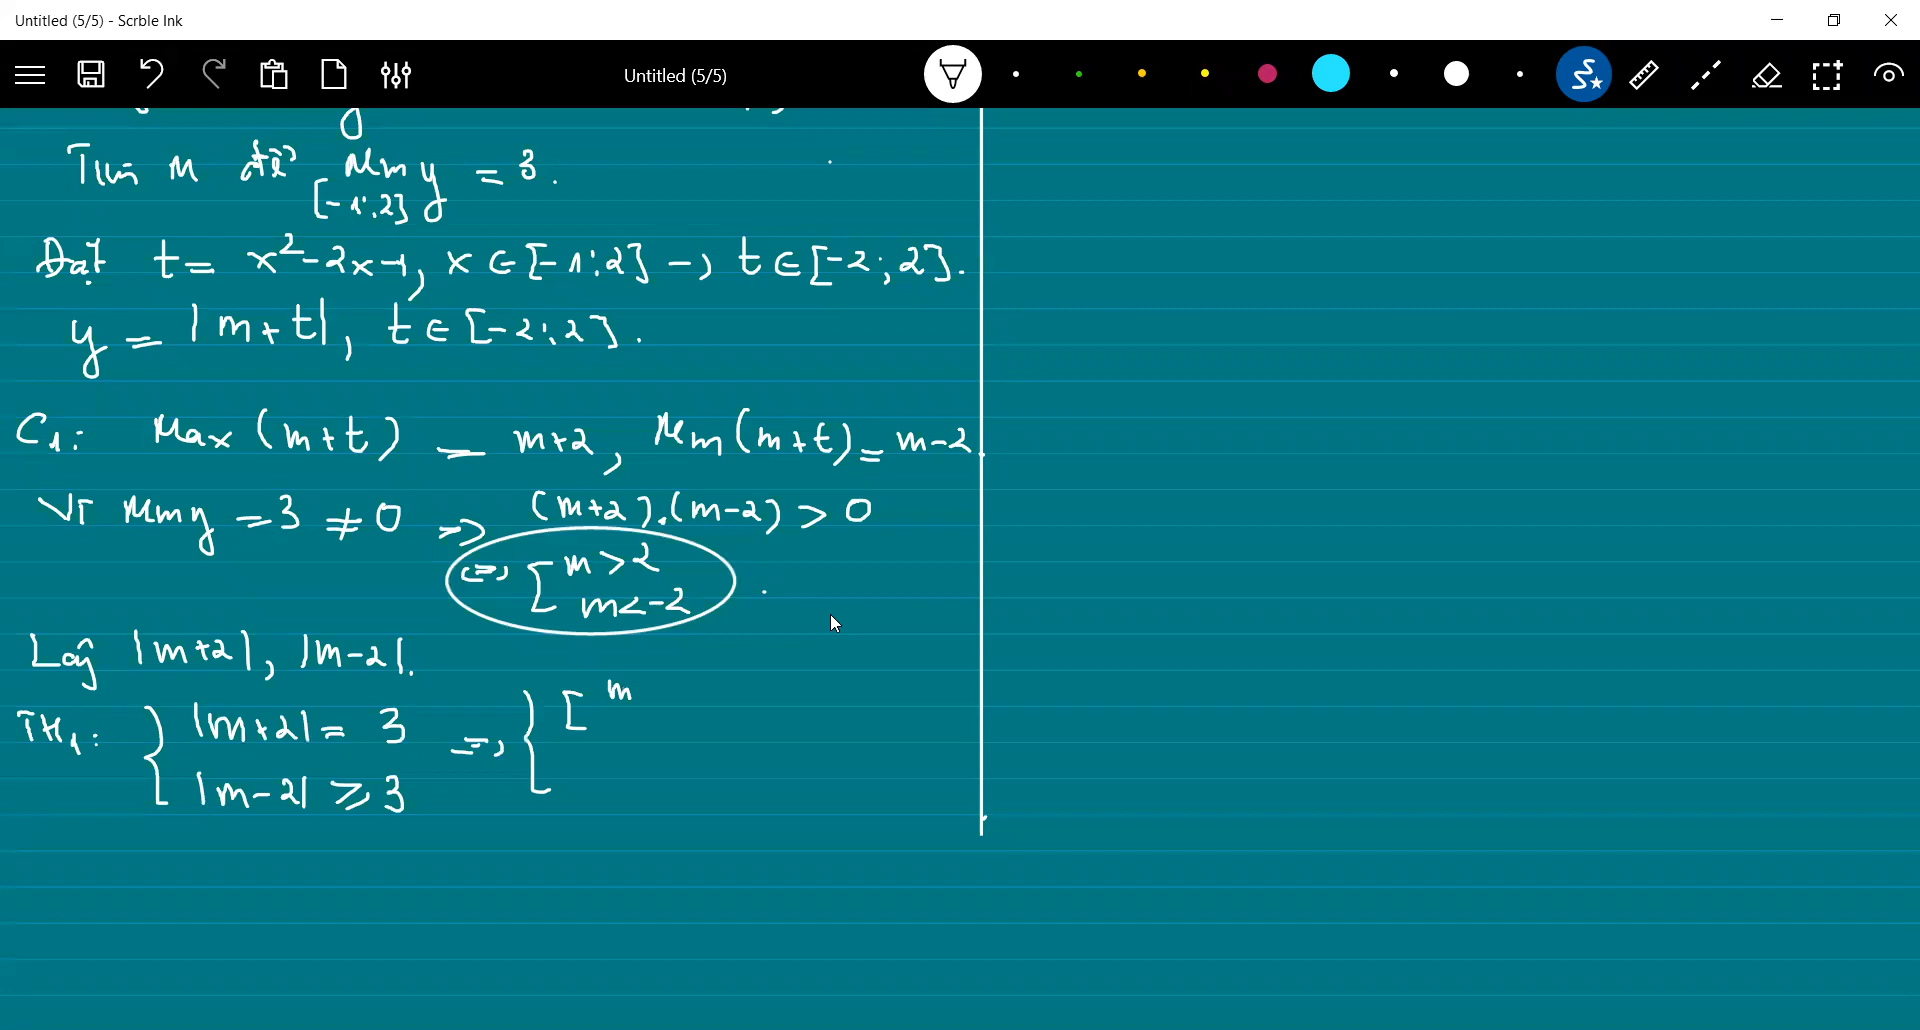 Untitled (5/5) - Scrble Ink
Untitled (5/5)
Tìm m để Min y = 3.
[-1; 2]
Đặt t = x² - 2x - 1, x ∈ [-1; 2] → t ∈ [-2; 2].
y = |m + t|, t ∈ [-2; 2].
C₁: Max (m + t) = m + 2, Min (m + t) = m - 2.
Vì Min y = 3 ≠ 0 => (m + 2).(m - 2) > 0
<=> [ m > 2
m < -2
Lấy |m + 2|, |m - 2|.
TH₁: { |m + 2| = 3 <=> { [ m
|m - 2| ≥ 3